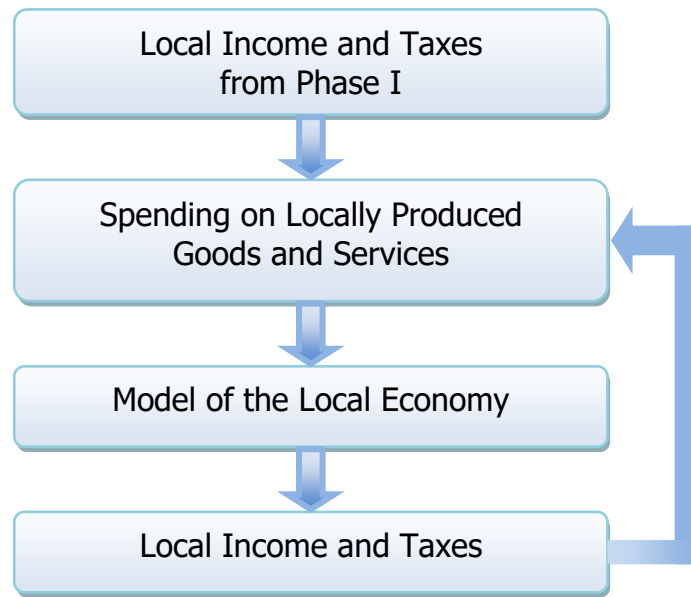 Local Income and Taxes
from Phase I
Spending on Locally Produced
Goods and Services
Model of the Local Economy
Local Income and Taxes